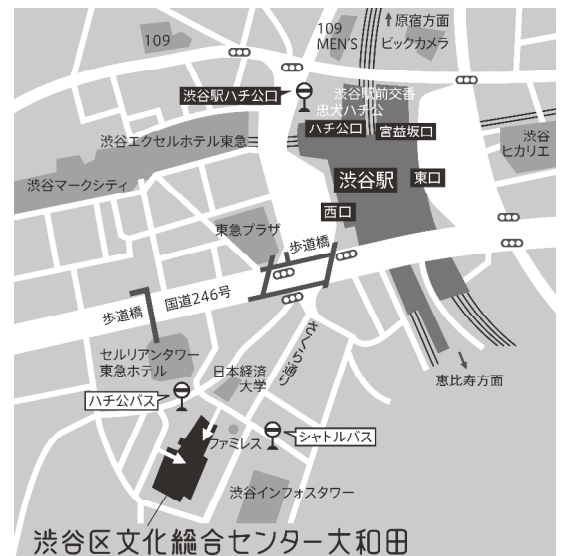 ↑原宿方面
109
109
MEN'S
ビックカメラ
渋谷駅ハチ公口
渋谷駅前交番
忠犬ハチ公
ハチ公口
宮益坂口
渋谷エクセルホテル東急
渋谷
ヒカリエ
渋谷マークシティ
渋谷駅
東口
西口
東急プラザ
歩道橋
国道246号
歩道橋
さくら通り
セルリアンタワー
東急ホテル
日本経済
大学
恵比寿方面
ハチ公バス
ファミレス
シャトルバス
渋谷インフォスタワー
渋谷区文化総合センター大和田